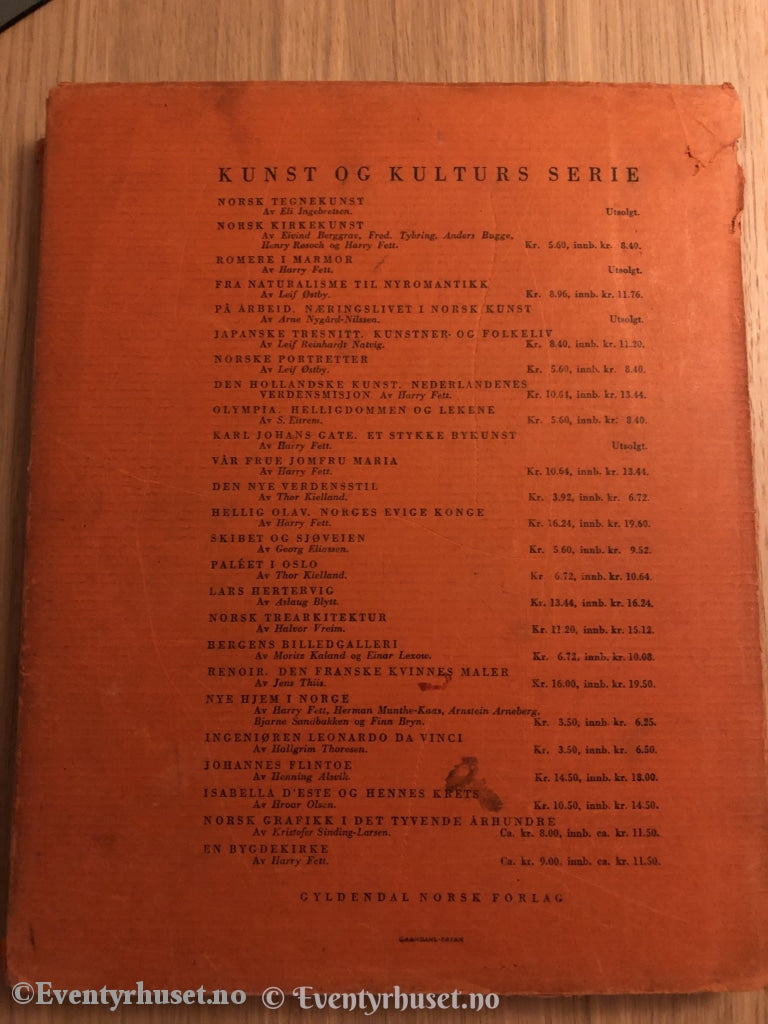 KUNST OG KULTURS SERIE
NORSK TEGNEKUNST
Av Eli Ingebretsen. Utsolgt.
NORSK KIRKEKUNST
Av Eivind Berggrav, Fred. Tybring, Anders Bugge,
Henry Røsoch og Harry Fett. Kr. 5.60, innb. kr. 8.40.
ROMERE I MARMOR
Av Harry Fett. Utsolgt.
FRA NATURALISME TIL NYROMANTIKK
Av Leif Østby. Kr. 8.96, innb. kr. 11.76.
PÅ ARBEID. NÆRINGSLIVET I NORSK KUNST
Av Arne Nygård-Nilssen. Utsolgt.
JAPANSKE TRESNITT. KUNSTNER- OG FOLKELIV
Av Leif Reinhardt Natvig. Kr. 8.40, innb. kr. 11.20.
NORSKE PORTRETTER
Av Leif Østby. Kr. 5.60, innb. kr. 8.40.
DEN HOLLANDSKE KUNST. NEDERLANDENES
VERDENSMISJON. Av Harry Fett. Kr. 10.64, innb. kr. 13.44.
OLYMPIA. HELLIGDOMMEN OG LEKENE
Av S. Eitrem. Kr. 5.60, innb. kr. 8.40.
KARL JOHANS GATE. ET STYKKE BYKUNST
Av Harry Fett. Utsolgt.
VÅR FRUE JOMFRU MARIA
Av Harry Fett. Kr. 10.64, innb. kr. 13.44.
DEN NYE VERDENSSTIL
Av Thor Kielland. Kr. 3.92, innb. kr. 6.72.
HELLIG OLAV. NORGES EVIGE KONGE
Av Harry Fett. Kr. 16.24, innb. kr. 19.60.
SKIBET OG SJØVEIEN
Av Georg Eliassen. Kr. 5.60, innb. kr. 9.52.
PALÉET I OSLO
Av Thor Kielland. Kr 6.72, innb. kr. 10.64.
LARS HERTERVIG
Av Aslaug Blytt. Kr. 13.44, innb. kr. 16.24.
NORSK TREARKITEKTUR
Av Halvor Vreim. Kr. 11.20, innb. kr. 15.12.
BERGENS BILLEDGALLERI
Av Moritz Kaland og Einar Lexow. Kr. 6.72, innb. kr. 10.08.
RENOIR. DEN FRANSKE KVINNES MALER
Av Jens Thiis. Kr. 16.00, innb. kr. 19.50.
NYE HJEM I NORGE
Av Harry Fett, Herman Munthe-Kaas, Arnstein Arneberg,
Bjarne Sandbakken og Finn Bryn. Kr. 3.50, innb. kr. 6.25.
INGENIØREN LEONARDO DA VINCI
Av Hallgrim Thoresen. Kr. 3.50, innb. kr. 6.50.
JOHANNES FLINTOE
Av Henning Alsvik. Kr. 14.50, innb. kr. 18.00.
ISABELLA D'ESTE OG HENNES KRETS
Av Hroar Olsen. Kr. 10.50, innb. kr. 14.50.
NORSK GRAFIKK I DET TYVENDE ÅRHUNDRE
Av Kristofer Sinding-Larsen. Ca. kr. 8.00, innb. ca. kr. 11.50.
EN BYGDEKIRKE
Av Harry Fett. Ca. kr. 9.00, innb. ca. kr. 11.50.
GYLDENDAL NORSK FORLAG
©Eventyrhuset.no © Eventyrhuset.no